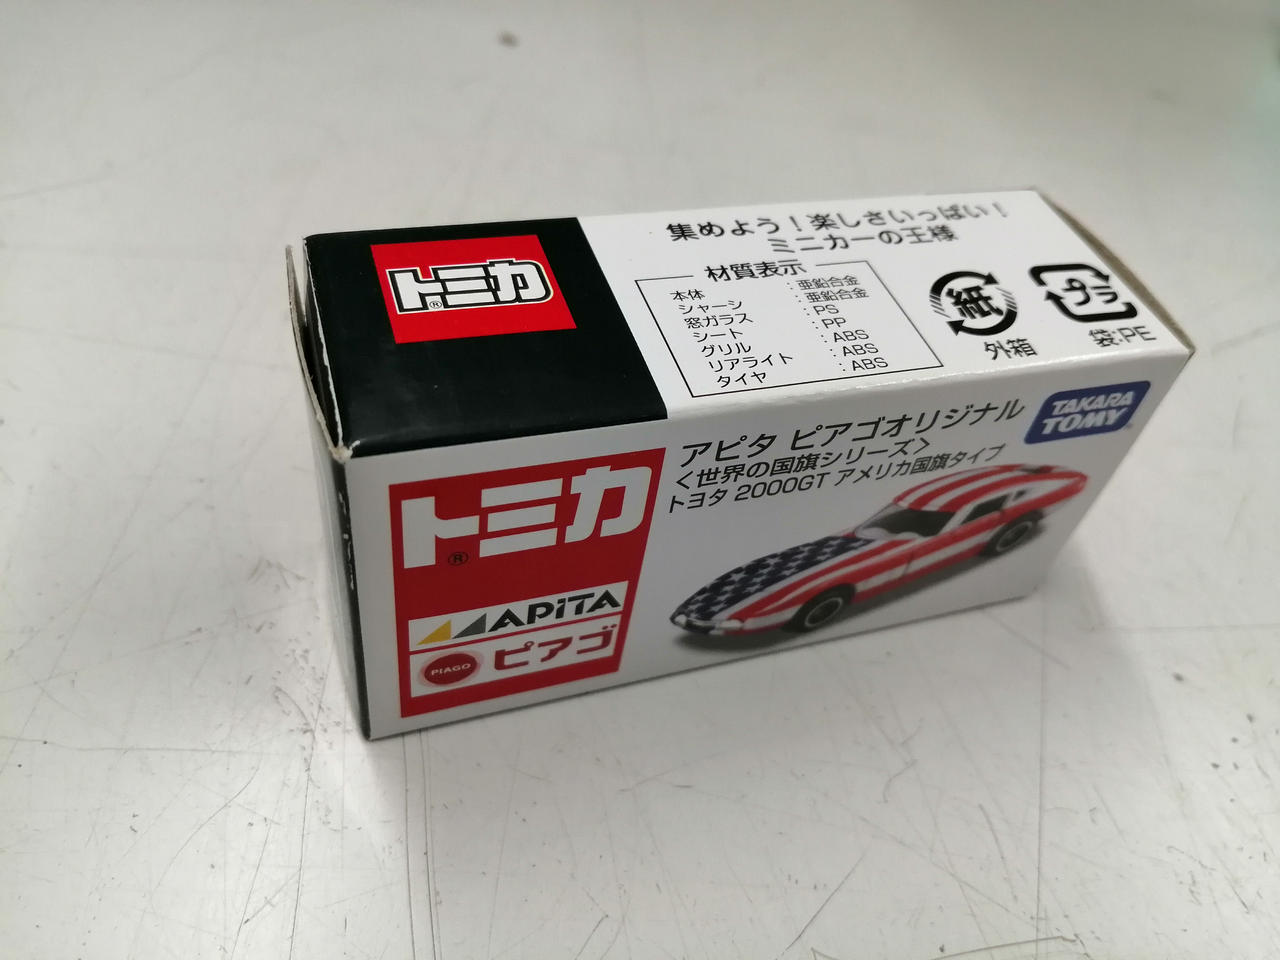 トミカ
®
集めよう！楽しさいっぱい！
ミニカーの王様
材質表示
本体 : 亜鉛合金
シャーシ : 亜鉛合金
窓ガラス : PS
シート : PP
グリル : ABS
リアライト : ABS
タイヤ : ABS
紙
外箱
プラ
袋:PE
TAKARA
TOMY
アピタ ピアゴオリジナル
＜世界の国旗シリーズ＞
トヨタ 2000GT アメリカ国旗タイプ
トミカ
®
APiTA
PIAGO
ピアゴ